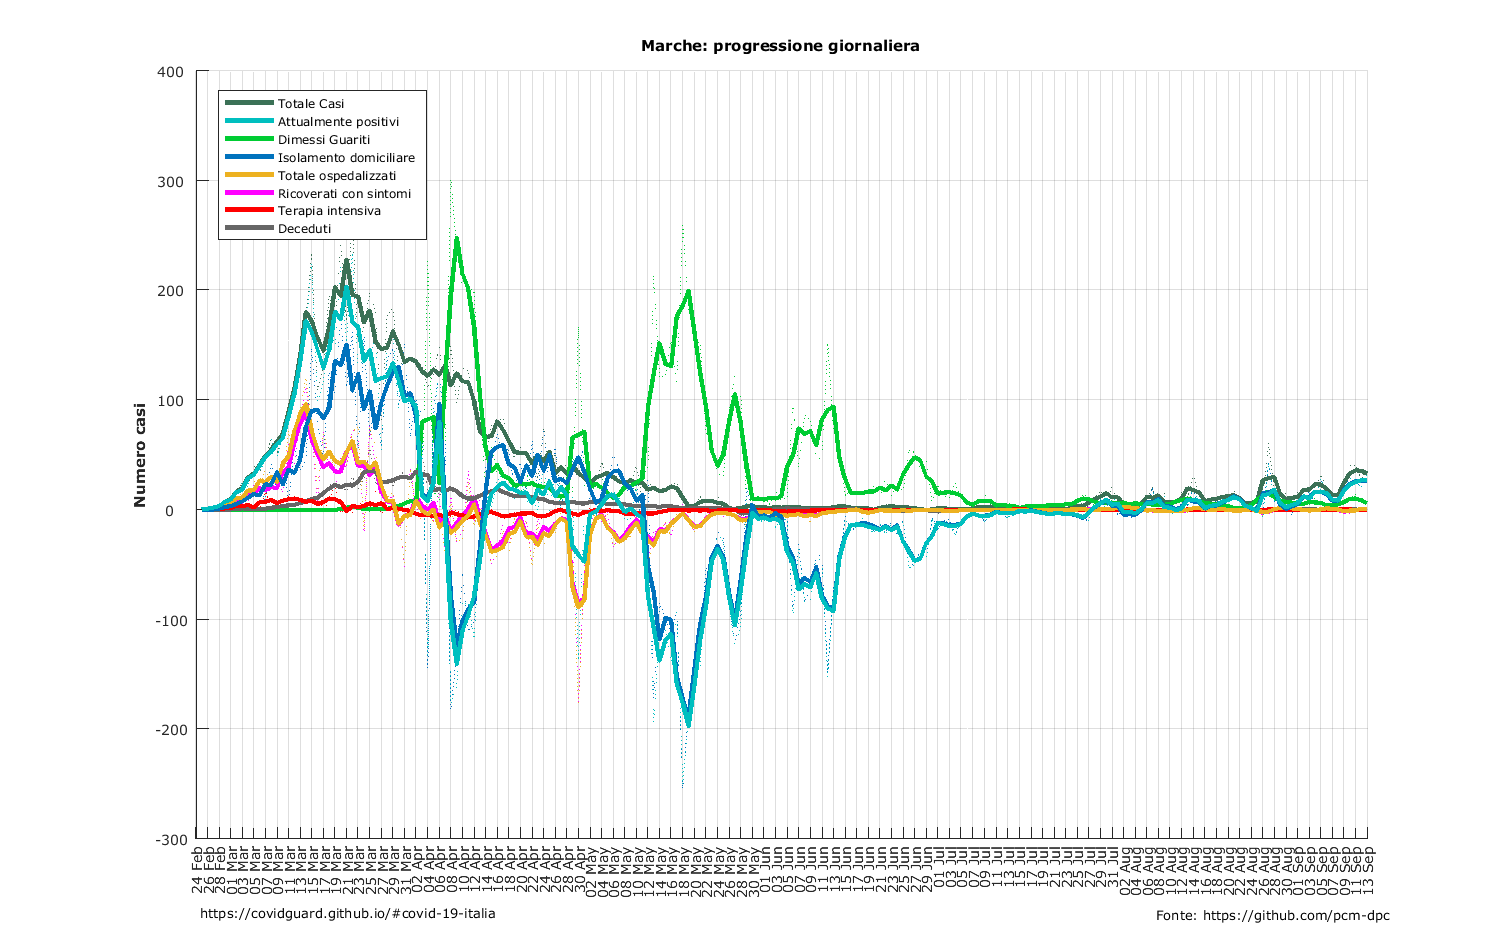 Marche: progressione giornaliera
400
300
200
100
0
-100
-200
-300
Numero casi
Totale Casi
Attualmente positivi
Dimessi Guariti
Isolamento domiciliare
Totale ospedalizzati
Ricoverati con sintomi
Terapia intensiva
Deceduti
24 Feb
26 Feb
28 Feb
01 Mar
03 Mar
05 Mar
07 Mar
09 Mar
11 Mar
13 Mar
15 Mar
17 Mar
19 Mar
21 Mar
23 Mar
25 Mar
27 Mar
29 Mar
31 Mar
02 Apr
04 Apr
06 Apr
08 Apr
10 Apr
12 Apr
14 Apr
16 Apr
18 Apr
20 Apr
22 Apr
24 Apr
26 Apr
28 Apr
30 Apr
02 May
04 May
06 May
08 May
10 May
12 May
14 May
16 May
18 May
20 May
22 May
24 May
26 May
28 May
30 May
01 Jun
03 Jun
05 Jun
07 Jun
09 Jun
11 Jun
13 Jun
15 Jun
17 Jun
19 Jun
21 Jun
23 Jun
25 Jun
27 Jun
29 Jun
01 Jul
03 Jul
05 Jul
07 Jul
09 Jul
11 Jul
13 Jul
15 Jul
17 Jul
19 Jul
21 Jul
23 Jul
25 Jul
27 Jul
29 Jul
31 Jul
02 Aug
04 Aug
06 Aug
08 Aug
10 Aug
12 Aug
14 Aug
16 Aug
18 Aug
20 Aug
22 Aug
24 Aug
26 Aug
28 Aug
30 Aug
01 Sep
03 Sep
05 Sep
07 Sep
09 Sep
11 Sep
13 Sep
https://covidguard.github.io/#covid-19-italia
Fonte: https://github.com/pcm-dpc